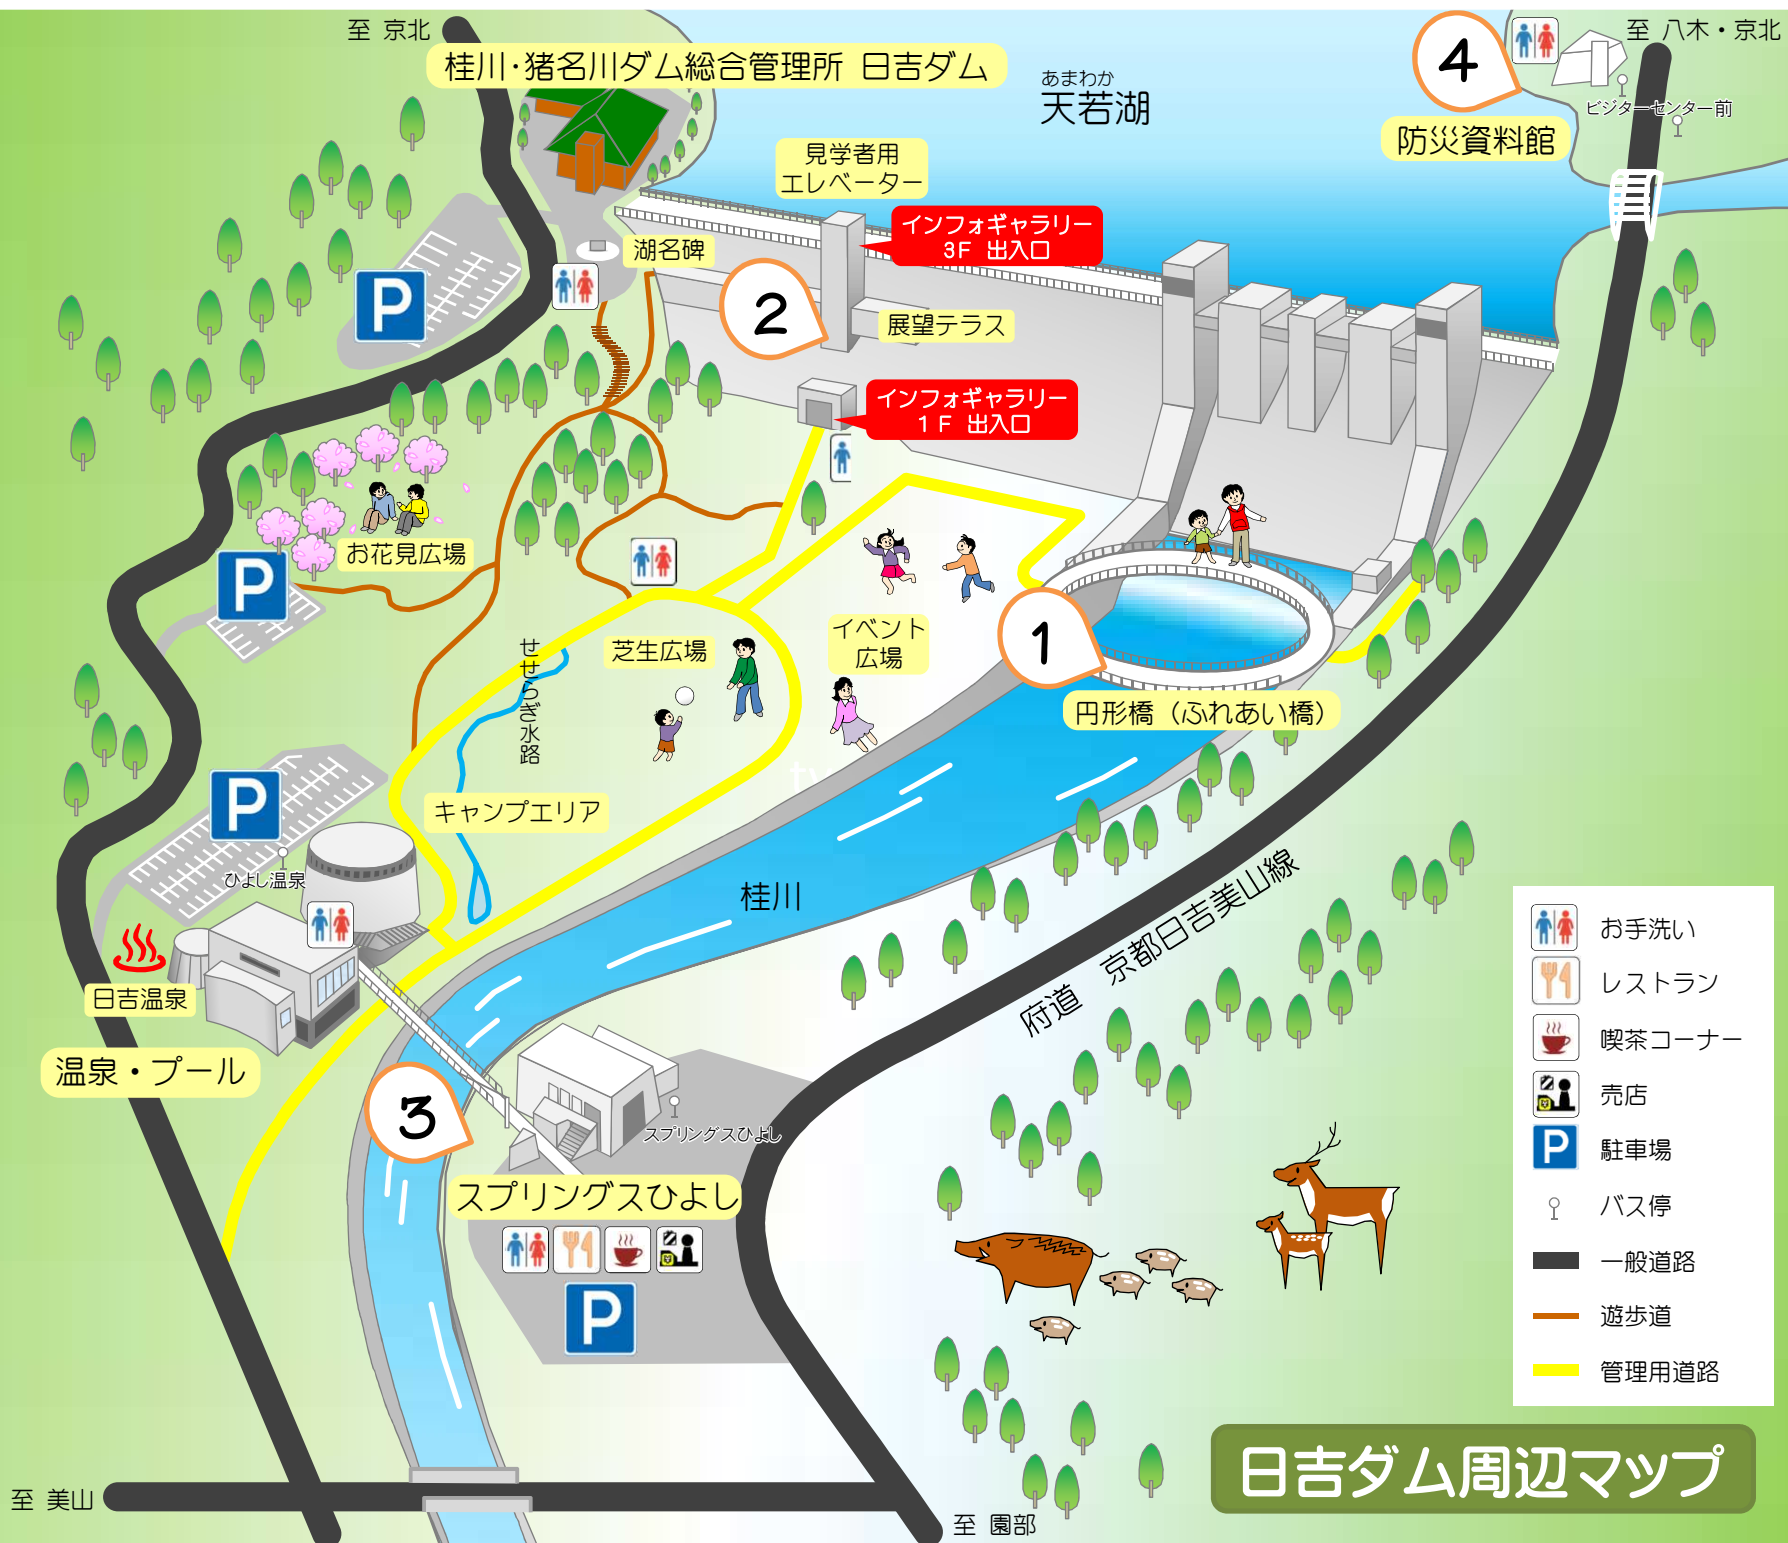 至 京北
桂川・猪名川ダム総合管理所 日吉ダム
あまわか
天若湖
4
至 八木・京北
ビジターセンター前
防災資料館
見学者用
エレベーター
インフォギャラリー
3F 出入口
湖名碑
P
2
展望テラス
インフォギャラリー
1F 出入口
お花見広場
P
せせらぎ水路
芝生広場
イベント
広場
1
円形橋（ふれあい橋）
P
キャンプエリア
ひよし温泉
桂川
府道 京都日吉美山線
日吉温泉
温泉・プール
3
スプリングスひよし
スプリングスひよし
P
お手洗い
レストラン
喫茶コーナー
売店
P
駐車場
バス停
一般道路
遊歩道
管理用道路
日吉ダム周辺マップ
至 美山
至 園部